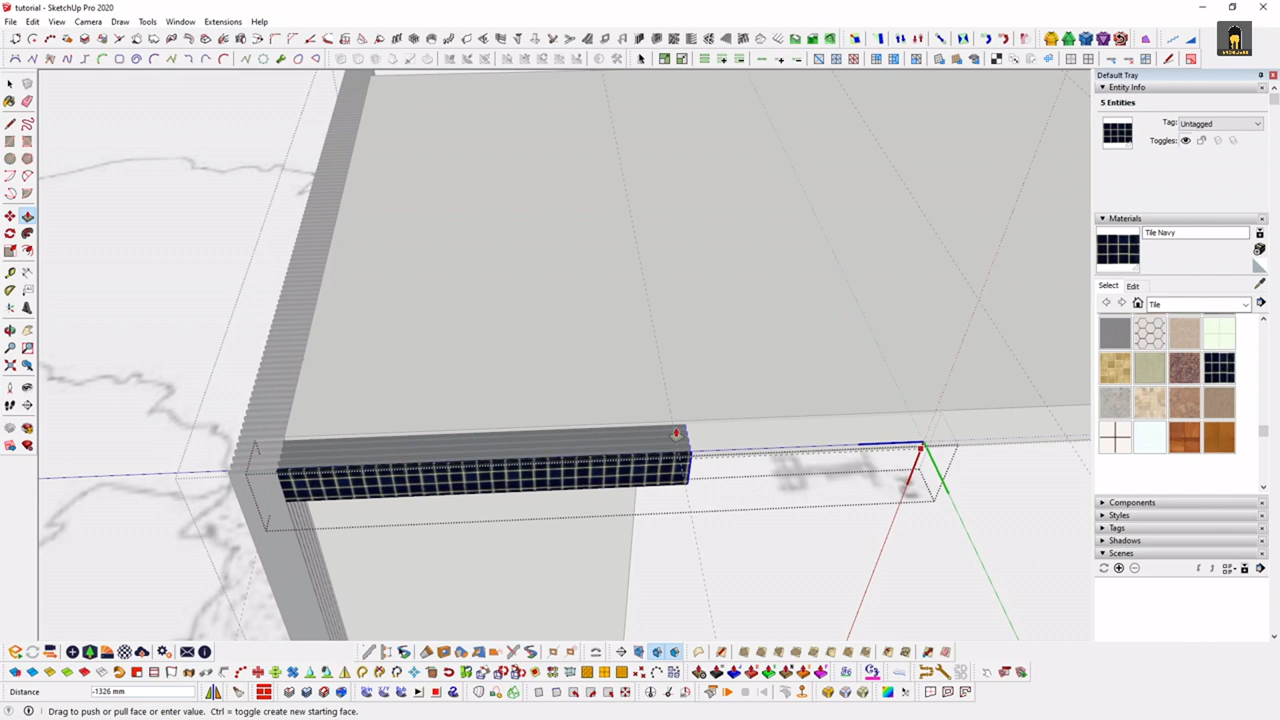 tutorial - SketchUp Pro 2020
File Edit View Camera Draw Tools Window Extensions Help
Default Tray
Entity Info
5 Entities
Tag: Untagged
Toggles:
Materials
Tile Navy
Select Edit
Tile
Components
Styles
Tags
Shadows
Scenes
Distance -1326 mm
Drag to push or pull face or enter value. Ctrl = toggle create new starting face.